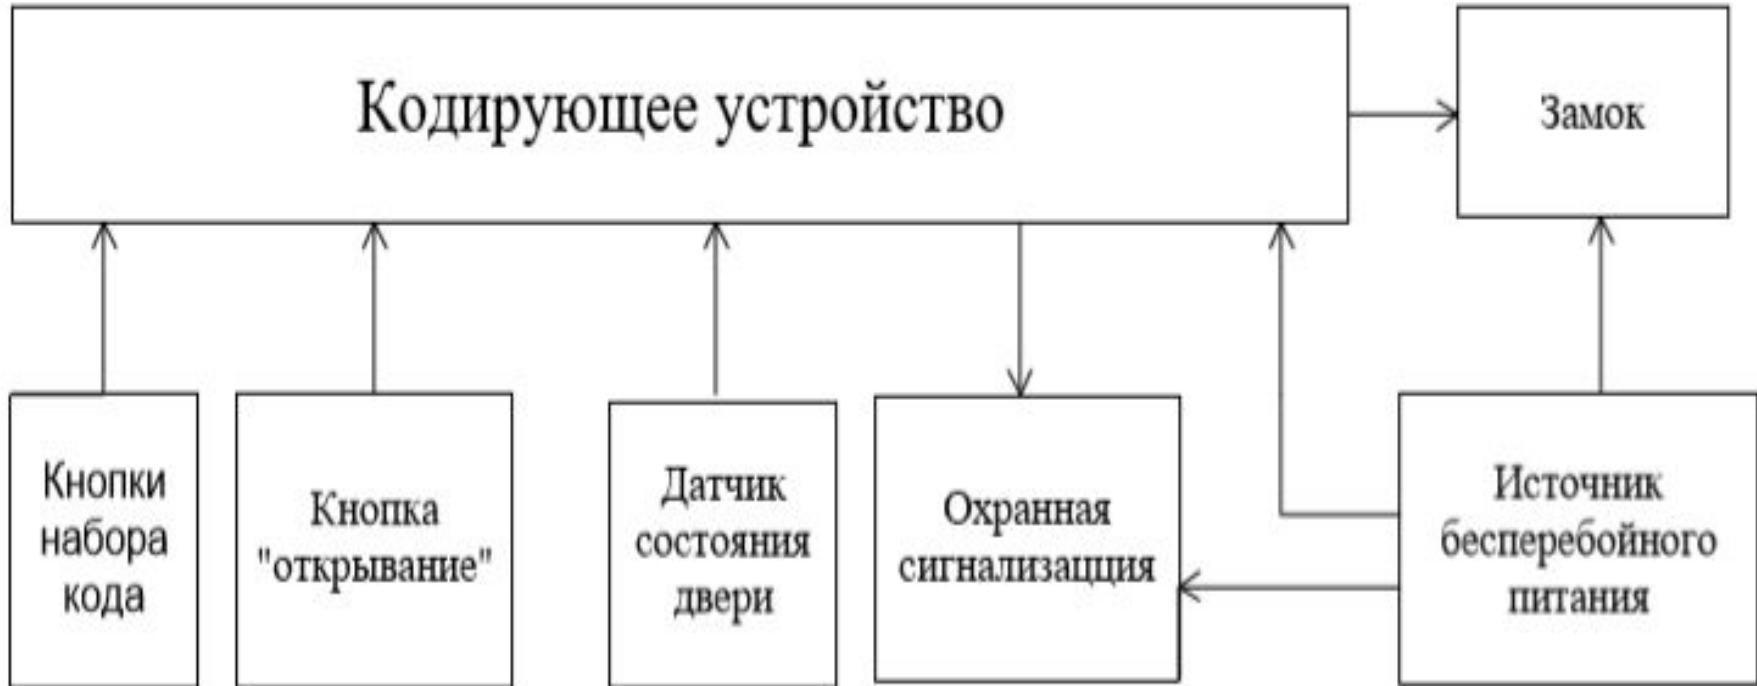 Кодирующее устройство
Замок
Кнопки
набора
кода
Кнопка
"открывание"
Датчик
состояния
двери
Охранная
сигнализацция
Источник
бесперебойного
питания